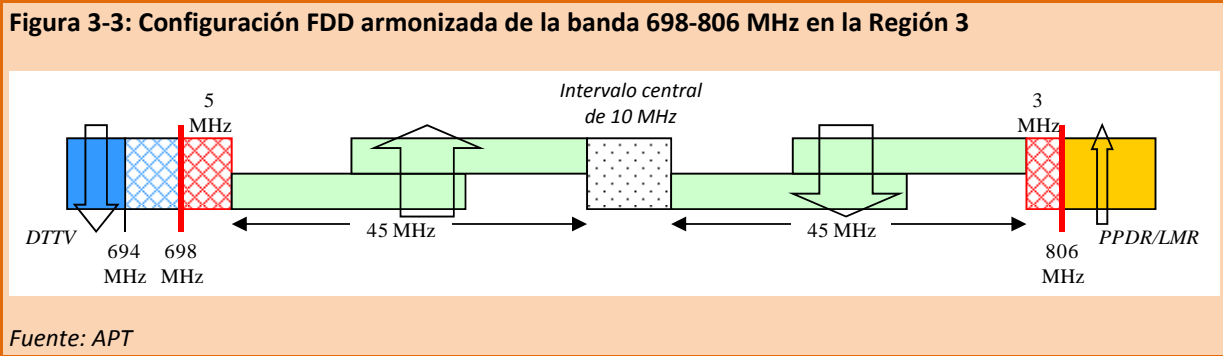 Figura 3-3: Configuración FDD armonizada de la banda 698-806 MHz en la Región 3
5
MHz
Intervalo central
de 10 MHz
3
MHz
DTTV
694
MHz
698
MHz
45 MHz
45 MHz
806
MHz
PPDR/LMR
Fuente: APT